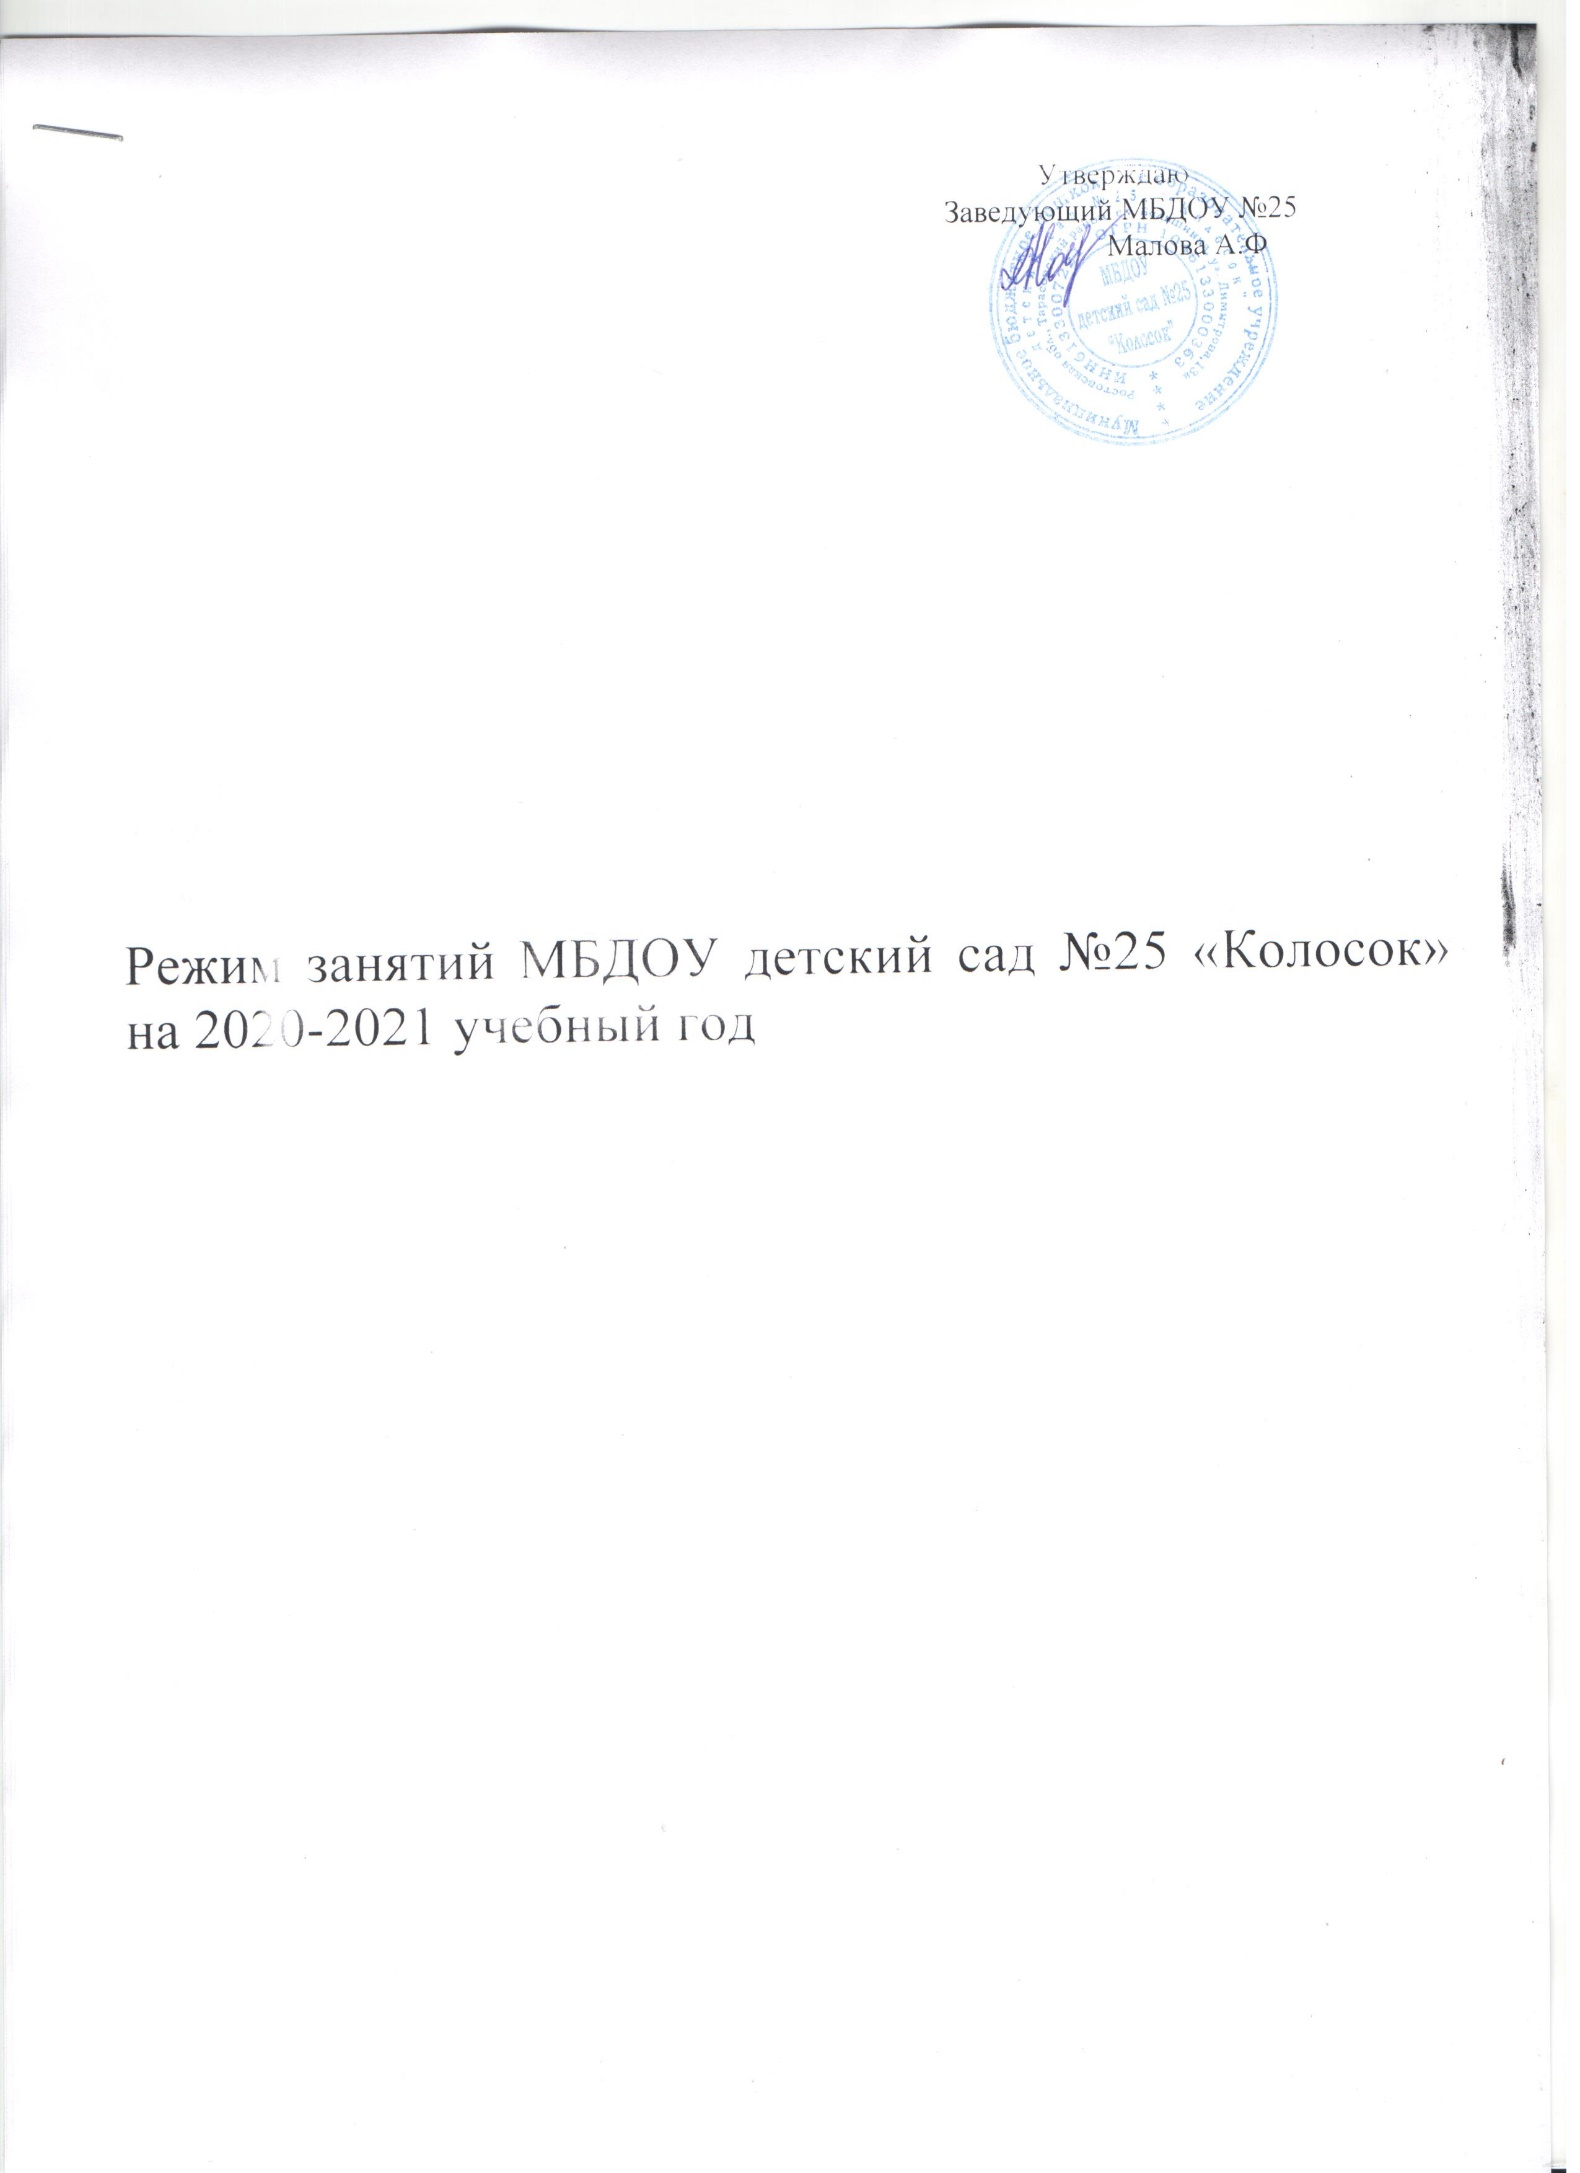 Утверждаю
Заведующий МБДОУ №25
Малова А.Ф
МБДОУ
детский сад №25
"Колосок"
Режим занятий МБДОУ детский сад №25 «Колосок»
на 2020-2021 учебный год